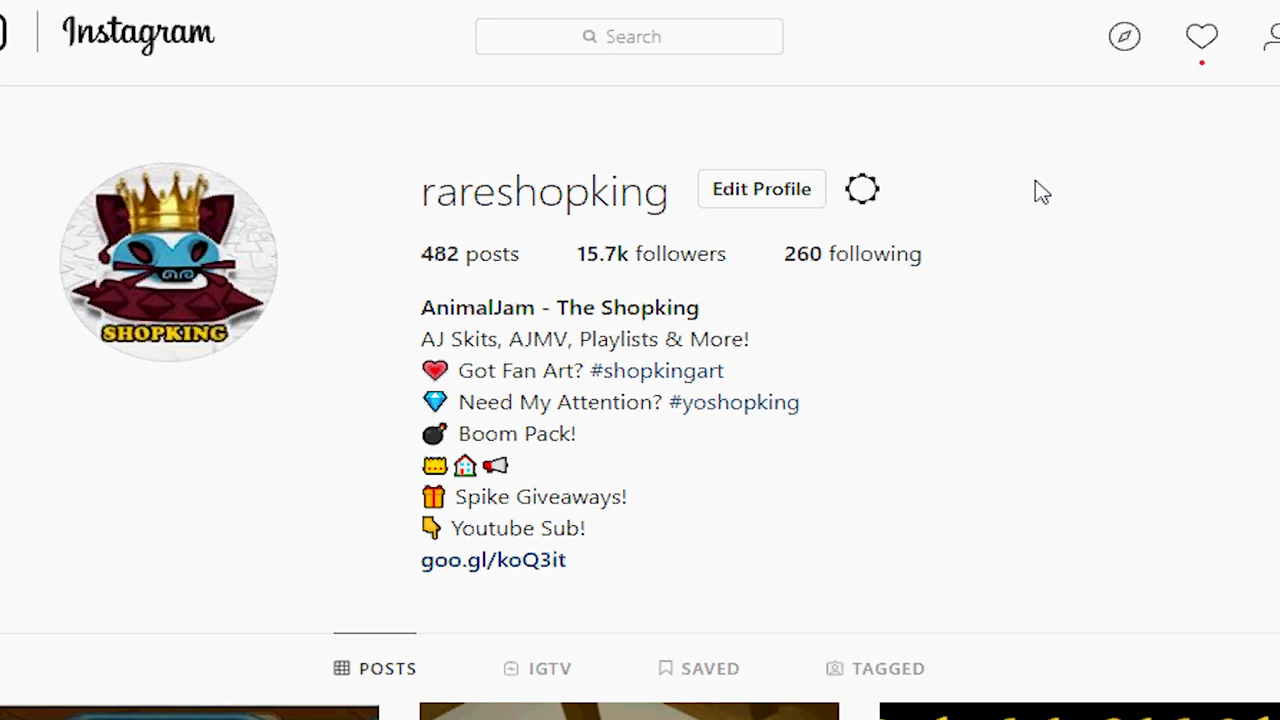 Instagram
Search
rareshopking
Edit Profile
482 posts
15.7k followers
260 following
AnimalJam - The Shopking
AJ Skits, AJMV, Playlists & More!
Got Fan Art? #shopkingart
Need My Attention? #yoshopking
Boom Pack!
Spike Giveaways!
Youtube Sub!
goo.gl/koQ3it
SHOPKING
POSTS
IGTV
SAVED
TAGGED